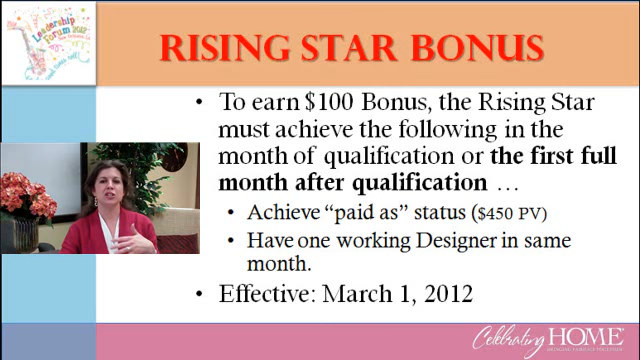 Leadership
Forum 2012
RISING STAR BONUS
• To earn $100 Bonus, the Rising Star
must achieve the following in the
month of qualification or the first full
month after qualification …
• Achieve “paid as” status ($450 PV)
• Have one working Designer in same
month.
• Effective: March 1, 2012
Celebrating HOME